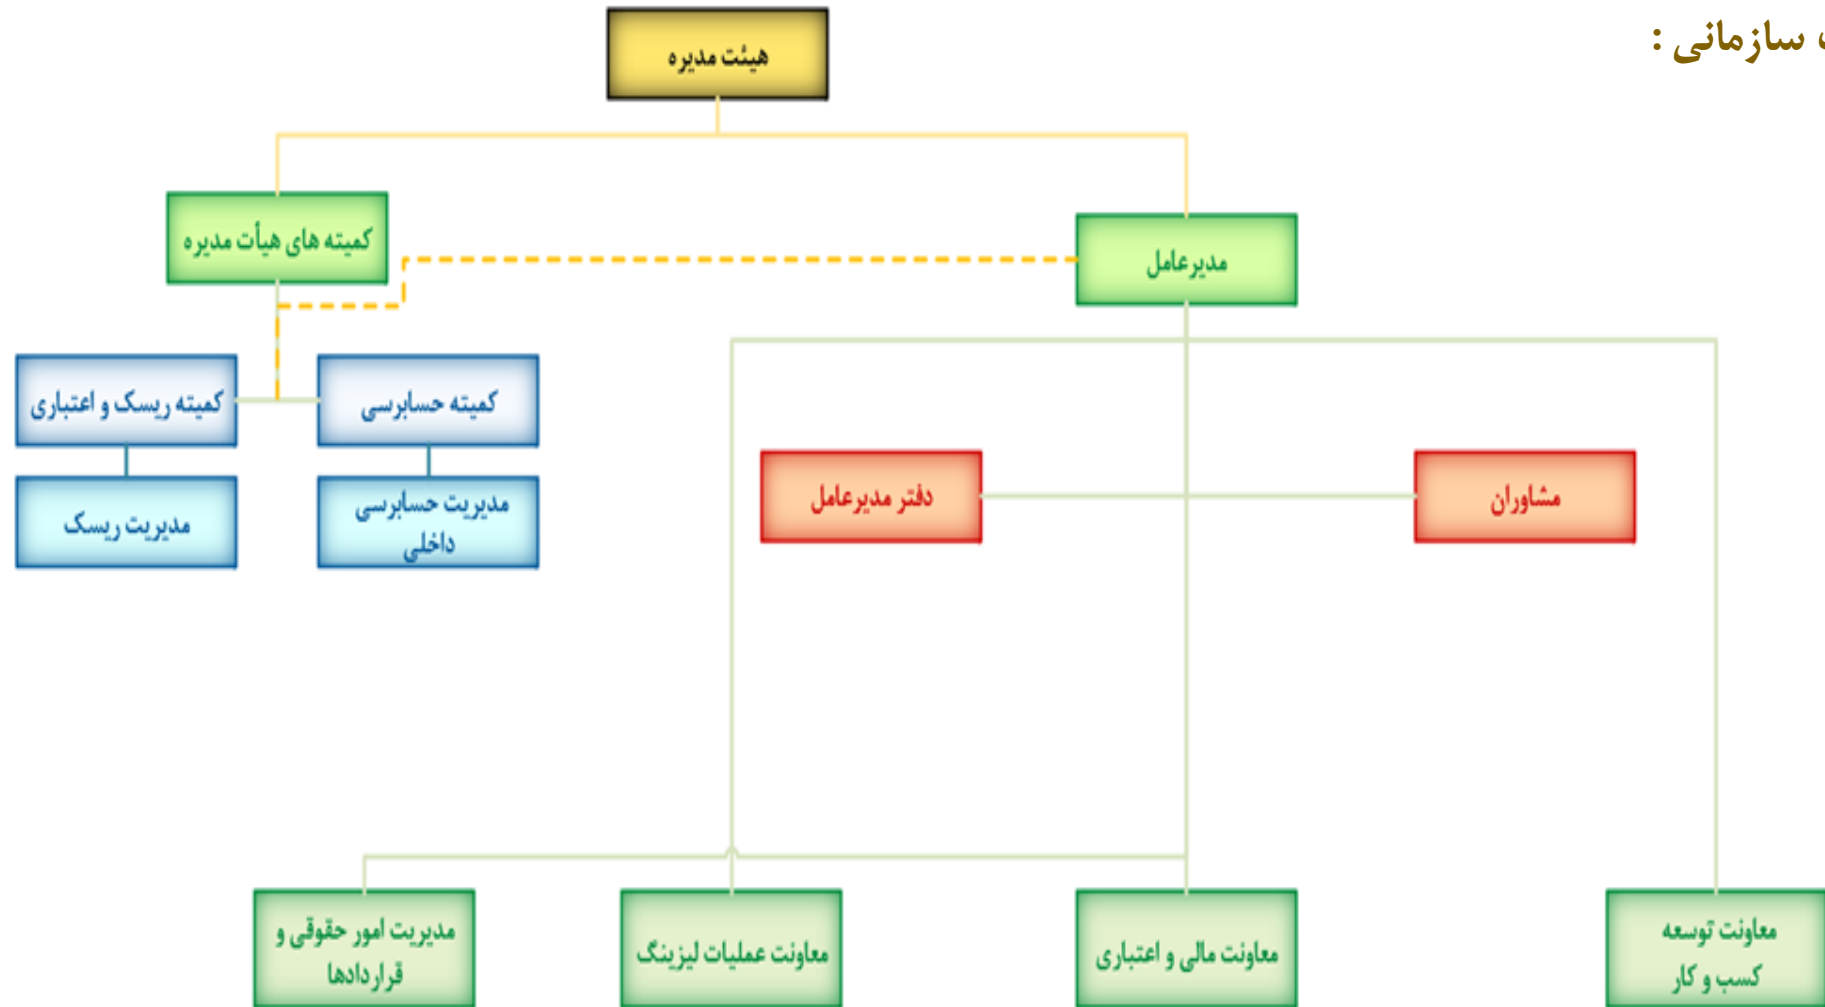 سازمانی :
هیئت مدیره
کمیته های هیأت مدیره
مدیرعامل
کمیته ریسک و اعتباری
کمیته حسابرسی
مدیریت ریسک
مدیریت حسابرسی
داخلی
دفتر مدیرعامل
مشاوران
مدیریت امور حقوقی و
قراردادها
معاونت عملیات لیزینگ
معاونت مالی و اعتباری
معاونت توسعه
کسب و کار